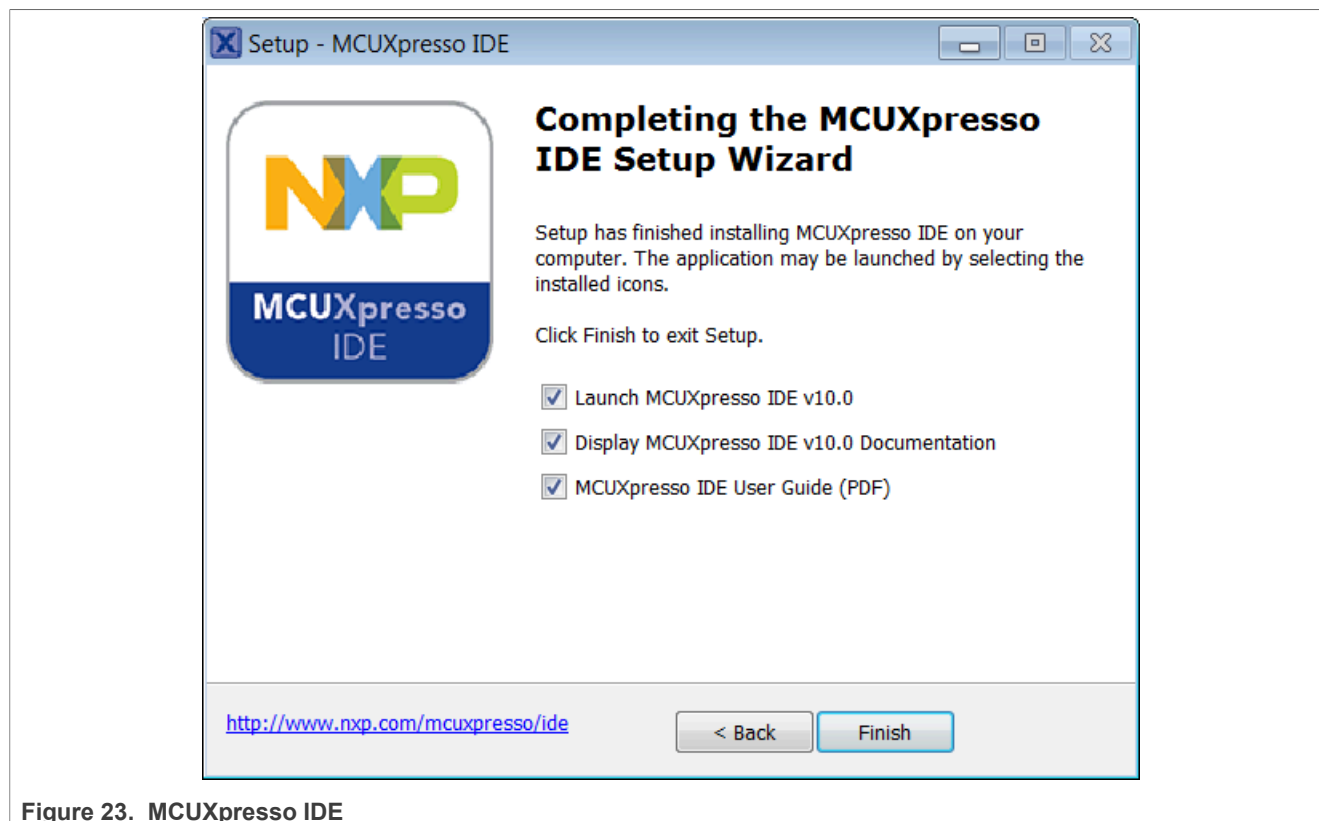 Setup - MCUXpresso IDE
NXP
MCUXpresso
IDE
Completing the MCUXpresso
IDE Setup Wizard
Setup has finished installing MCUXpresso IDE on your
computer. The application may be launched by selecting the
installed icons.
Click Finish to exit Setup.
Launch MCUXpresso IDE v10.0
Display MCUXpresso IDE v10.0 Documentation
MCUXpresso IDE User Guide (PDF)
http://www.nxp.com/mcuxpresso/ide
< Back
Finish
Figure 23. MCUXpresso IDE